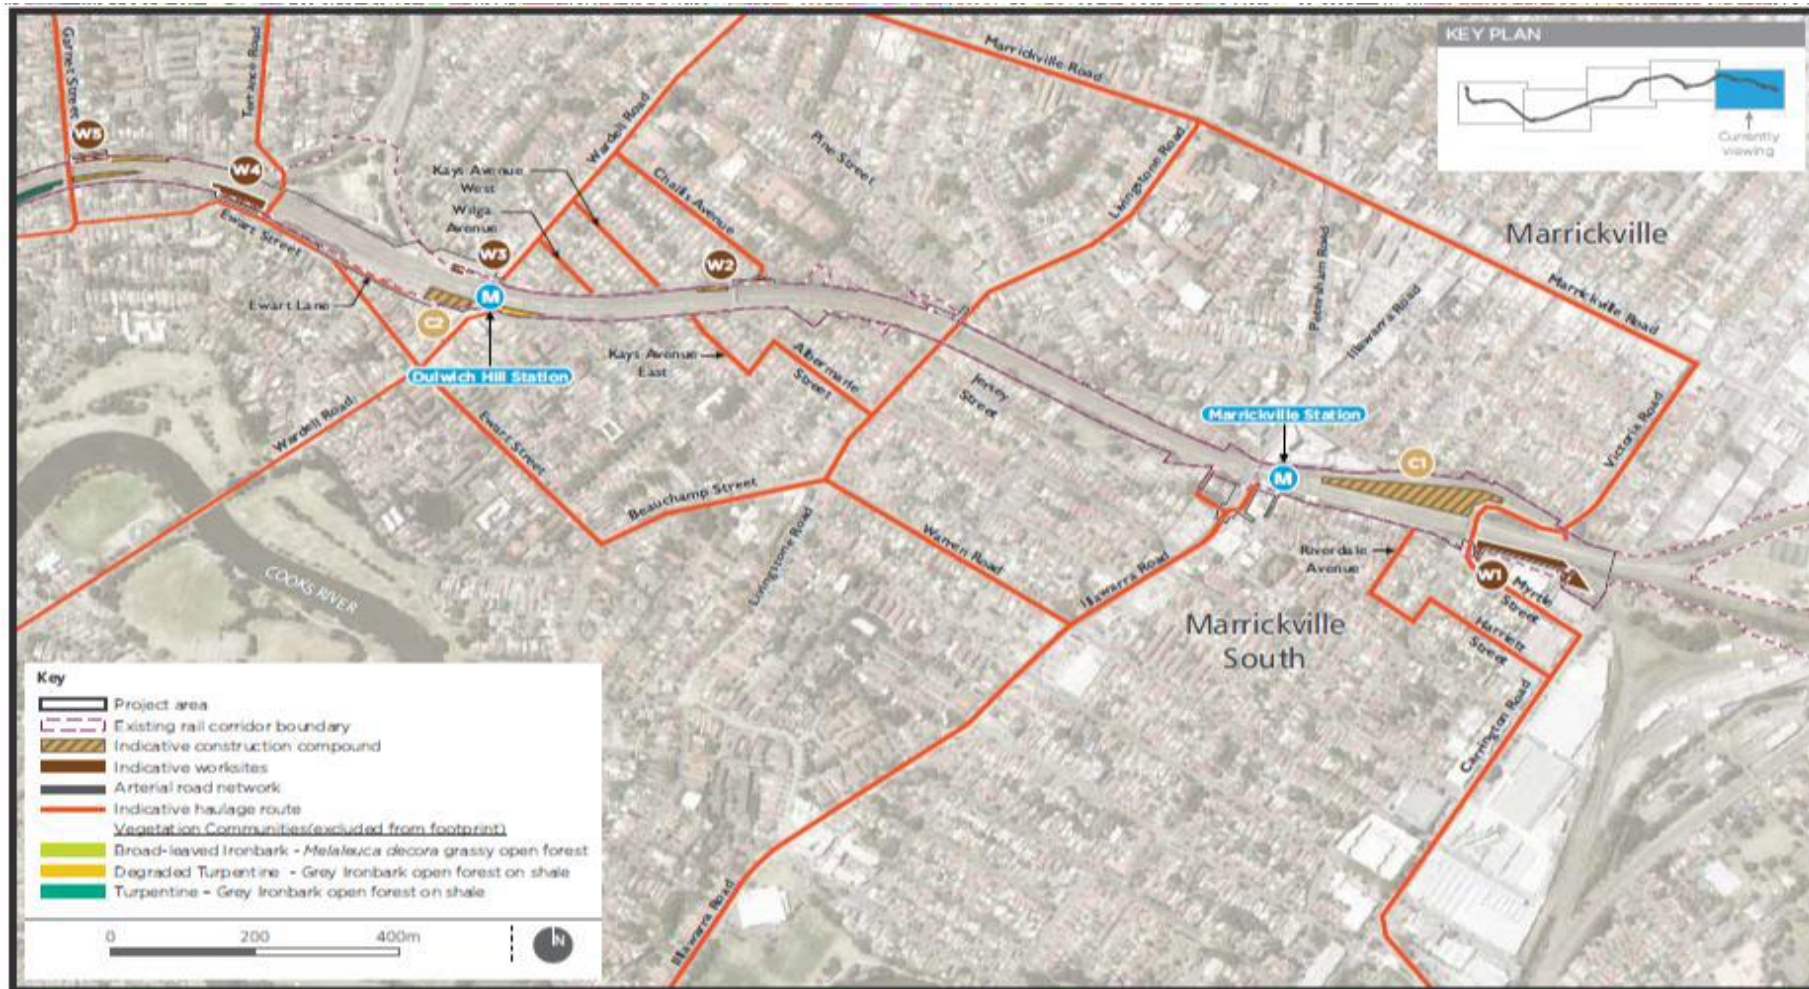 KEY PLAN
Currently
viewing
Garnet Street
Terrance Road
W5
W4
Wardell Road
Marrickville Road
Pine Street
Livingstone Road
Kays Avenue
West
Wilga
Avenue
Challis Avenue
Petersham Road
Marrickville
Illawarra Road
Marrickville Road
Ewart Street
W3
W2
M
Ewart Lane
C2
Dulwich Hill Station
Kays Avenue
East
Albermarle
Street
Jersey
Street
Marrickville Station
Victoria Road
C1
M
Wardell Road
Ewart Street
Beauchamp Street
Livingstone Road
Warren Road
Illawarra Road
Riverdale
Avenue
W1
Myrtle
Street
Harriett
Street
COOKS RIVER
Marrickville
South
Carrington Road
Illawarra Road
Key
Project area
Existing rail corridor boundary
Indicative construction compound
Indicative worksites
Arterial road network
Indicative haulage route
Vegetation Communities(excluded from footprint)
Broad-leaved Ironbark - Melaleuca decora grassy open forest
Degraded Turpentine - Grey Ironbark open forest on shale
Turpentine - Grey Ironbark open forest on shale
0 200 400m
N